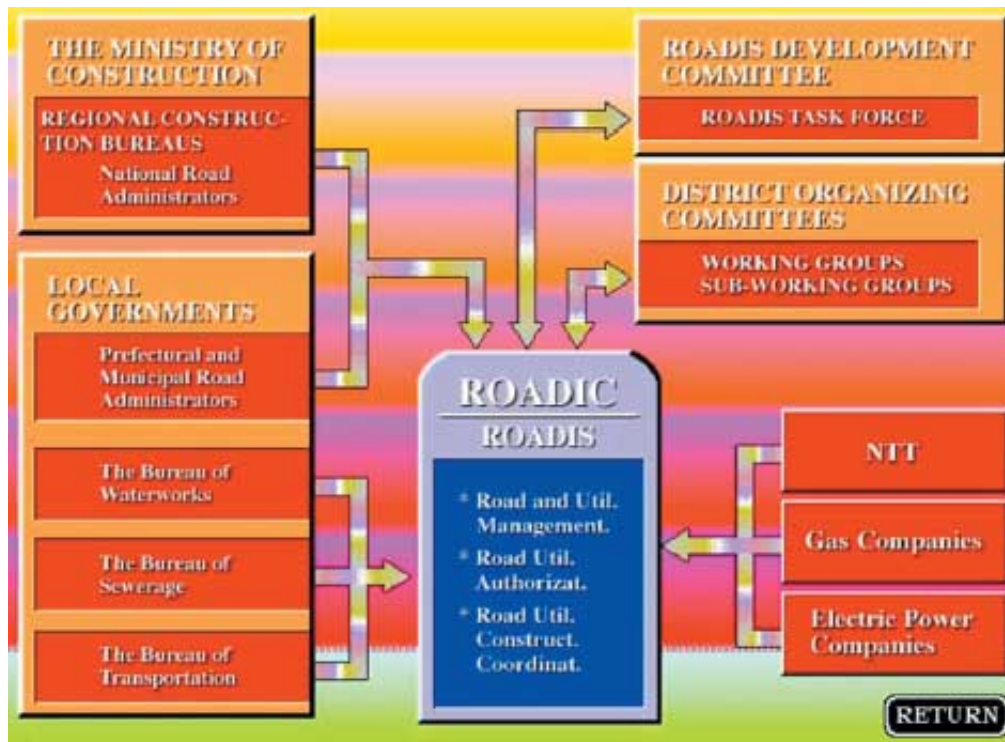 THE MINISTRY OF
CONSTRUCTION
REGIONAL CONSTRUC-
TION BUREAUS
National Road
Administrators
LOCAL
GOVERNMENTS
Prefectural and
Municipal Road
Administrators
The Bureau of
Waterworks
The Bureau of
Sewerage
The Bureau of
Transportation
ROADIC
ROADIS
* Road and Util.
Management.
* Road Util.
Authorizat.
* Road Util.
Construct.
Coordinat.
ROADIS DEVELOPMENT
COMMITTEE
ROADIS TASK FORCE
DISTRICT ORGANIZING
COMMITTEES
WORKING GROUPS
SUB-WORKING GROUPS
NTT
Gas Companies
Electric Power
Companies
RETURN